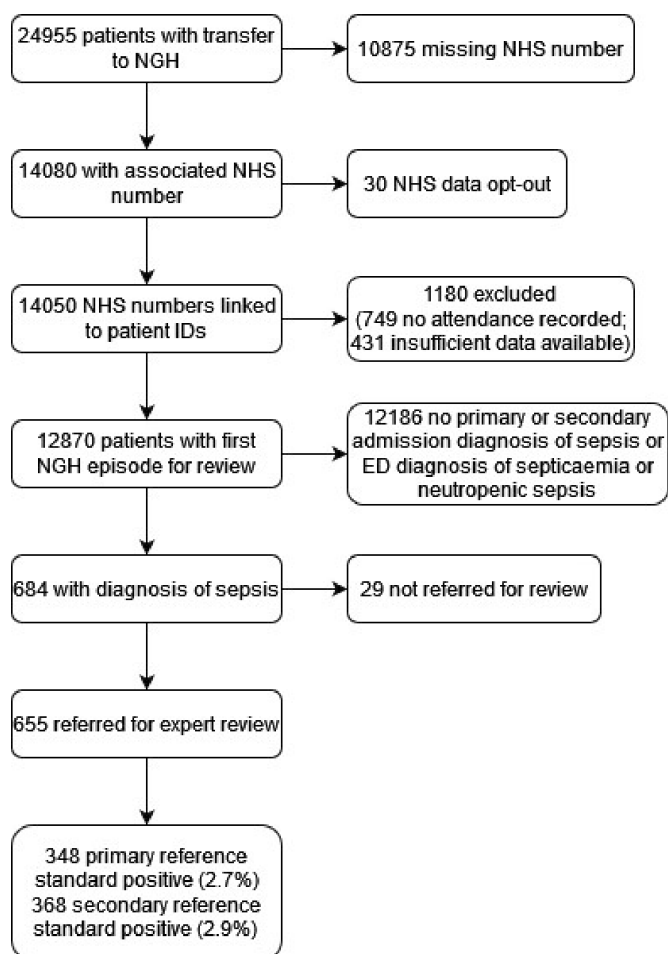 24955 patients with transfer
to NGH
10875 missing NHS number
14080 with associated NHS
number
30 NHS data opt-out
14050 NHS numbers linked
to patient IDs
1180 excluded
(749 no attendance recorded;
431 insufficient data available)
12870 patients with first
NGH episode for review
12186 no primary or secondary
admission diagnosis of sepsis or
ED diagnosis of septicaemia or
neutropenic sepsis
684 with diagnosis of sepsis
29 not referred for review
655 referred for expert review
348 primary reference
standard positive (2.7%)
368 secondary reference
standard positive (2.9%)